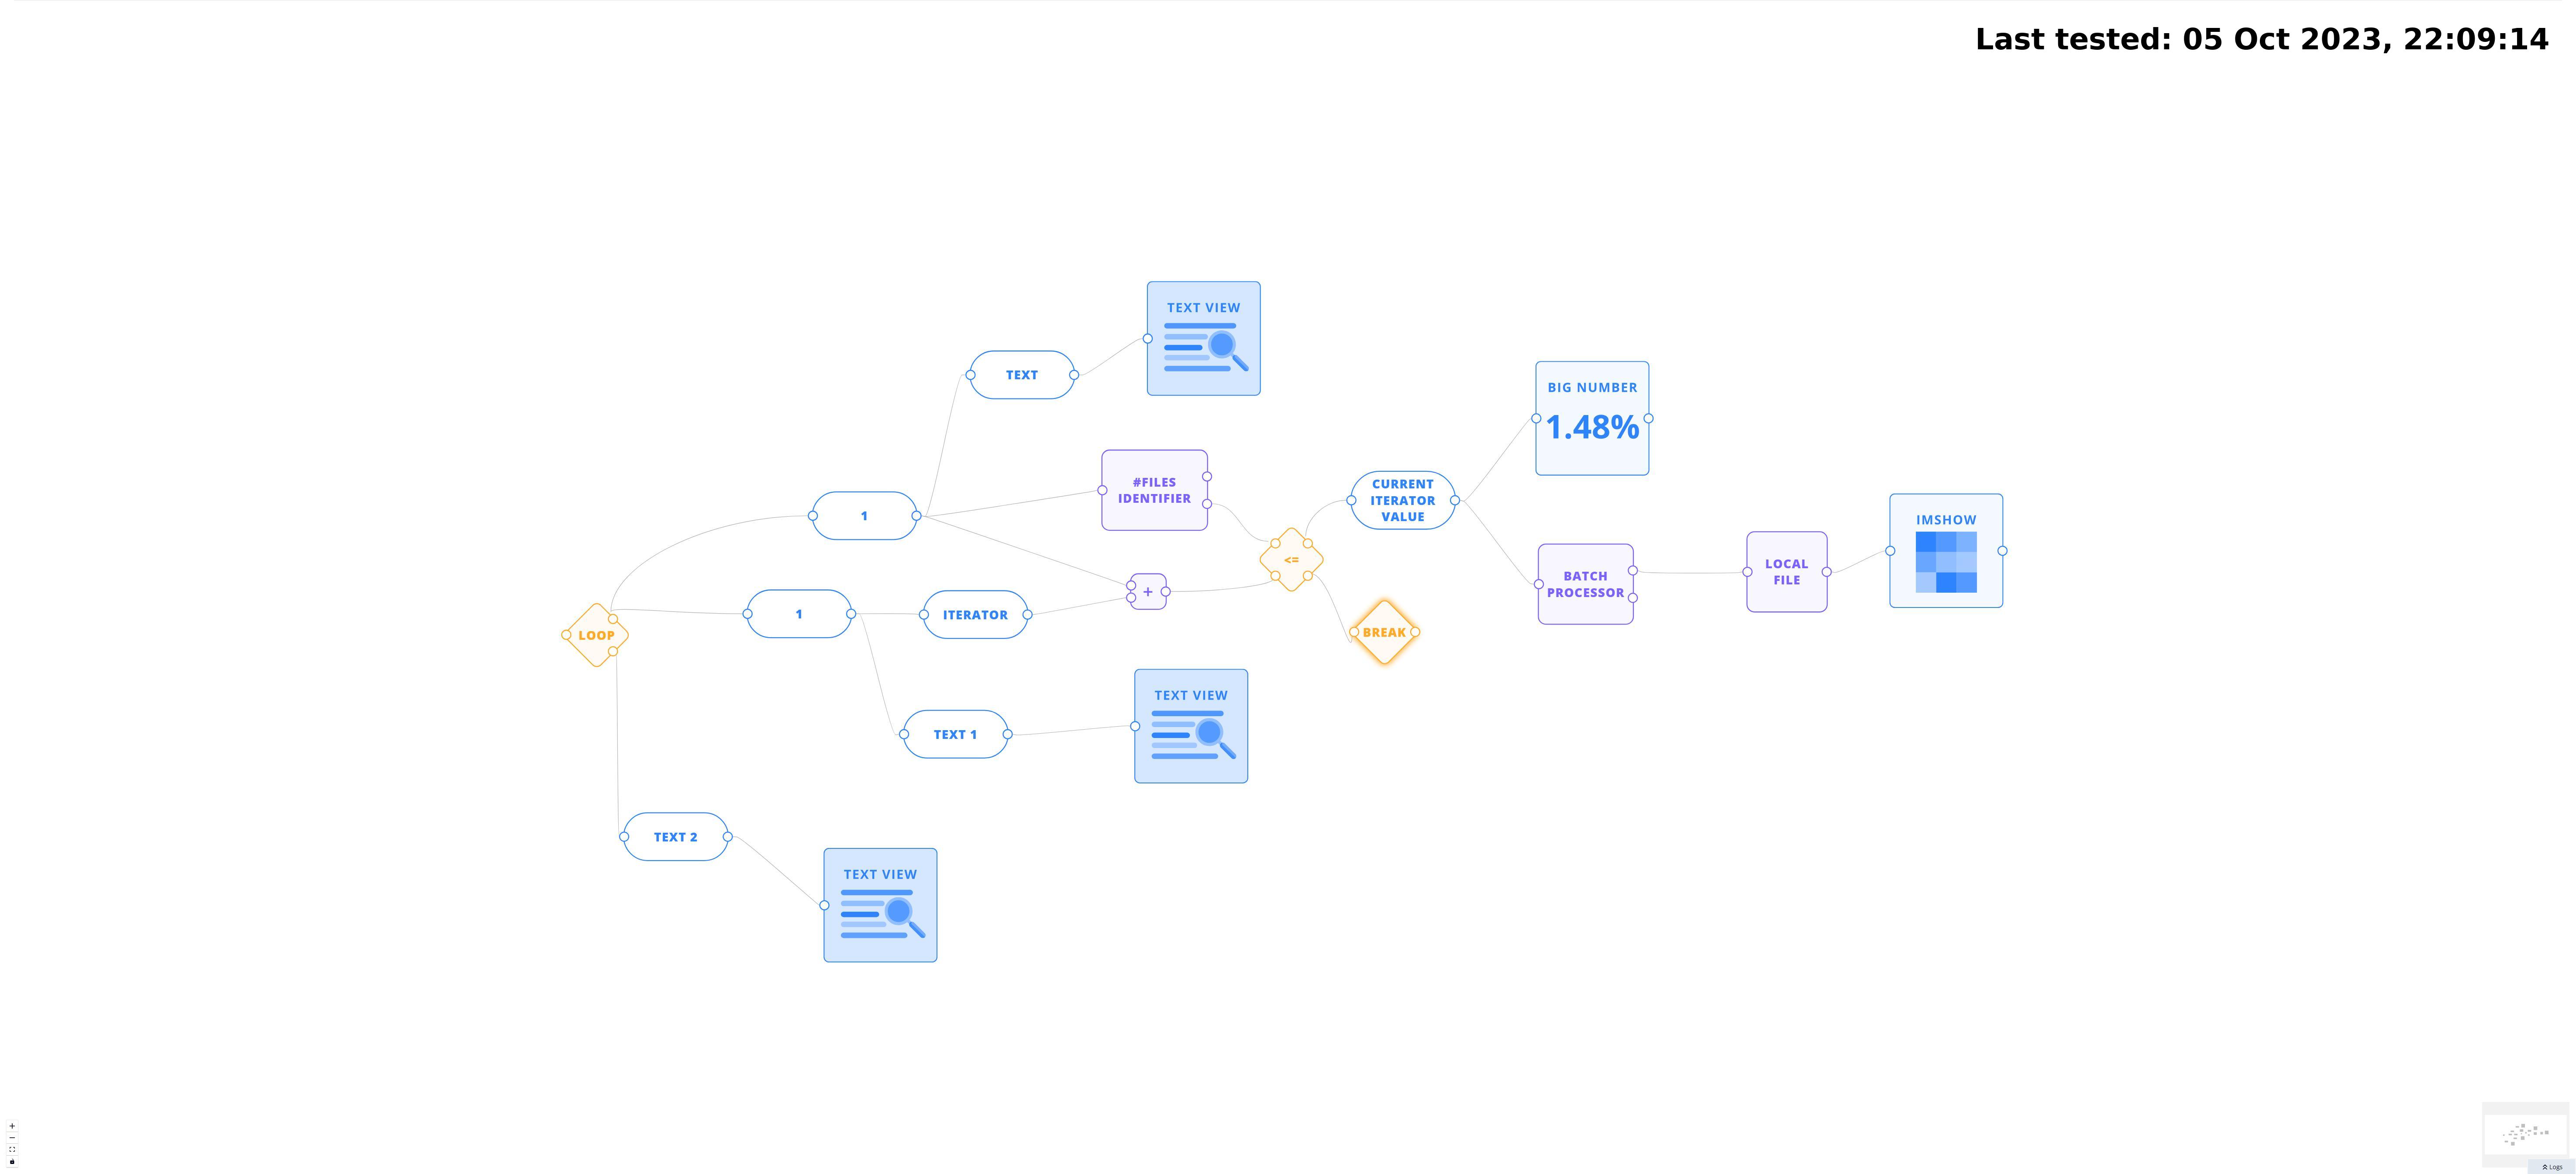 Last tested: 05 Oct 2023, 22:09:14
TEXT VIEW
TEXT
BIG NUMBER
1.48%
#FILES
IDENTIFIER
CURRENT
ITERATOR
VALUE
1
IMSHOW
<=
LOCAL
FILE
BATCH
PROCESSOR
+
1
ITERATOR
LOOP
BREAK
TEXT VIEW
TEXT 1
TEXT 2
TEXT VIEW
Logs